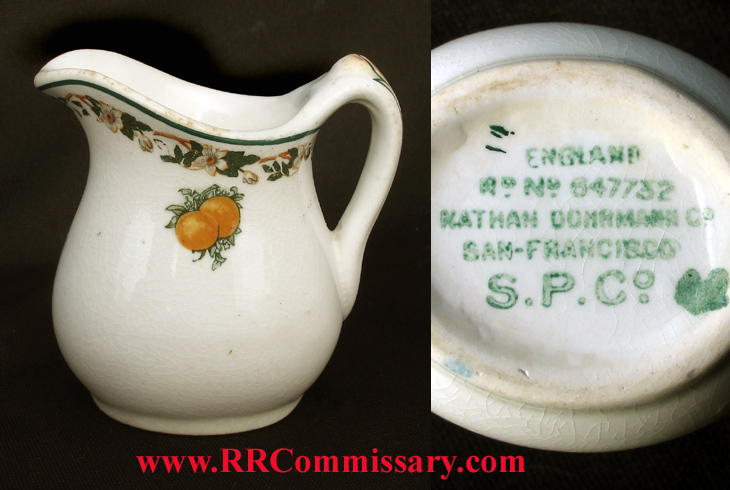 ENGLAND
Rᴰ Nº 647732
NATHAN DOHRMANN Cº
SAN-FRANCISCO
S.P.Cº
www.RRCommissary.com